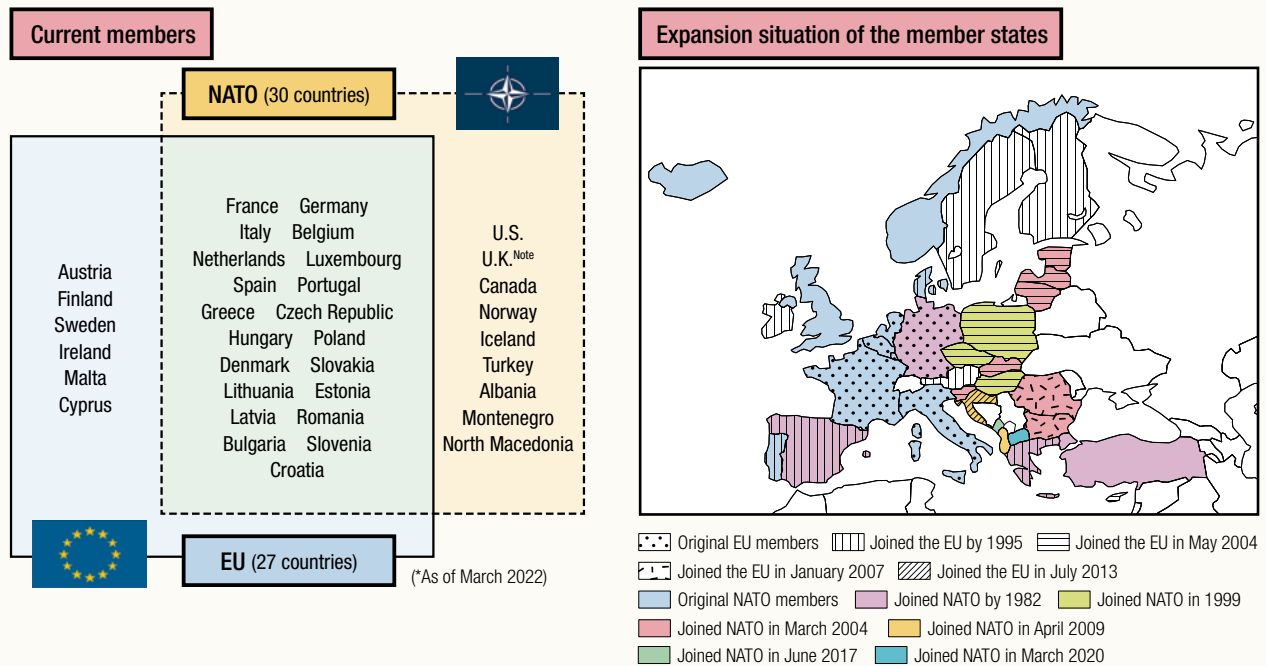 Current members
NATO (30 countries)
Austria
Finland
Sweden
Ireland
Malta
Cyprus
France Germany
Italy Belgium
Netherlands Luxembourg
Spain Portugal
Greece Czech Republic
Hungary Poland
Denmark Slovakia
Lithuania Estonia
Latvia Romania
Bulgaria Slovenia
Croatia
U.S.
U.K.Note
Canada
Norway
Iceland
Turkey
Albania
Montenegro
North Macedonia
EU (27 countries)
(*As of March 2022)
Expansion situation of the member states
Original EU members Joined the EU by 1995 Joined the EU in May 2004
Joined the EU in January 2007 Joined the EU in July 2013
Original NATO members Joined NATO by 1982 Joined NATO in 1999
Joined NATO in March 2004 Joined NATO in April 2009
Joined NATO in June 2017 Joined NATO in March 2020